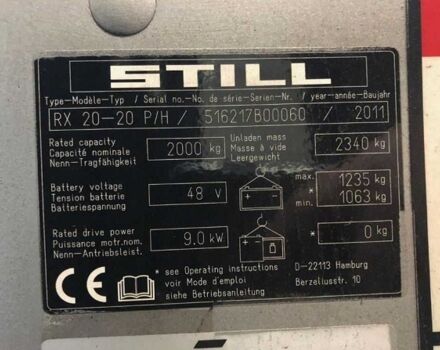 STILL
Type-Modèle-Typ / Serial no.-No. de série-Serien-Nr. / year-année-Baujahr
RX 20-20 P/H / 516217B00060 / 2011
Rated capacity
Capacité nominale
Nenn-Tragfähigkeit
2000 kg
Unladen mass
Masse à vide
Leergewicht
2340 kg
Battery voltage
Tension batterie
Batteriespannung
48 V
max. 1235 kg
*
min. 1063 kg
Rated drive power
Puissance motr.nom.
Nenn-Antriebsleist.
9.0 kW
* 0 kg
CE
* see Operating instructions
voir Mode d'emploi
siehe Betriebsanleitung
D-22113 Hamburg
Berzeliusstr. 10